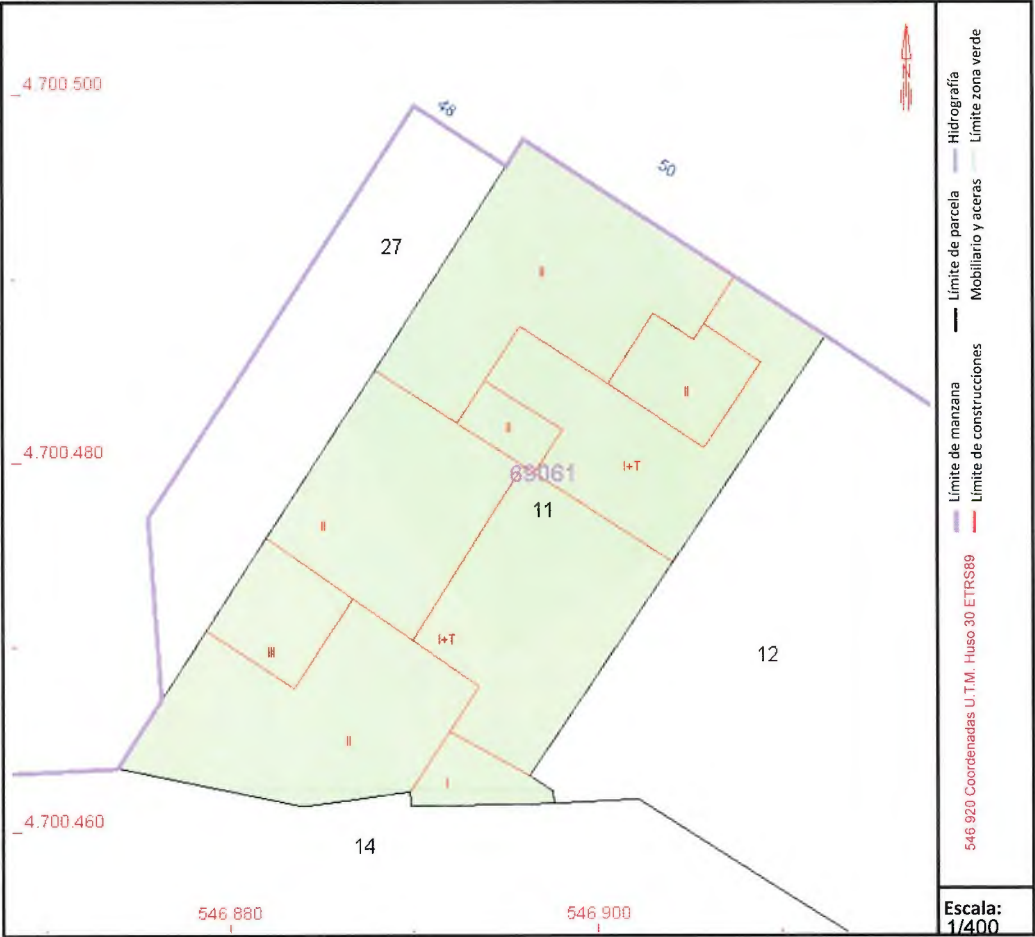 4.700.500
48
50
N
27
II
II
II
4.700.480
I+T
69061
11
II
I+T
III
12
II
I
4.700.460
14
546.880
546.900
Límite de manzana
Límite de parcela
Hidrografía
Límite de construcciones
Mobiliario y aceras
Límite zona verde
546.920 Coordenadas U.T.M. Huso 30 ETRS89
Escala:
1/400